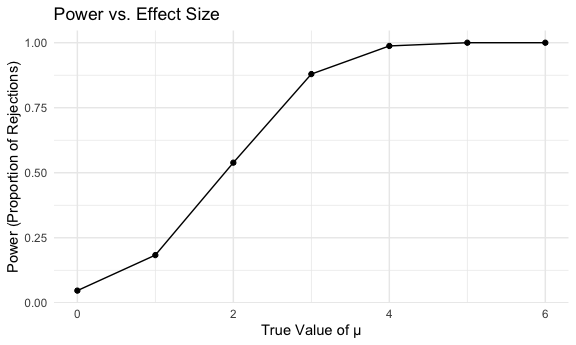 Power vs. Effect Size
Power (Proportion of Rejections)
1.00
0.75
0.50
0.25
0.00
0 2 4 6
True Value of μ